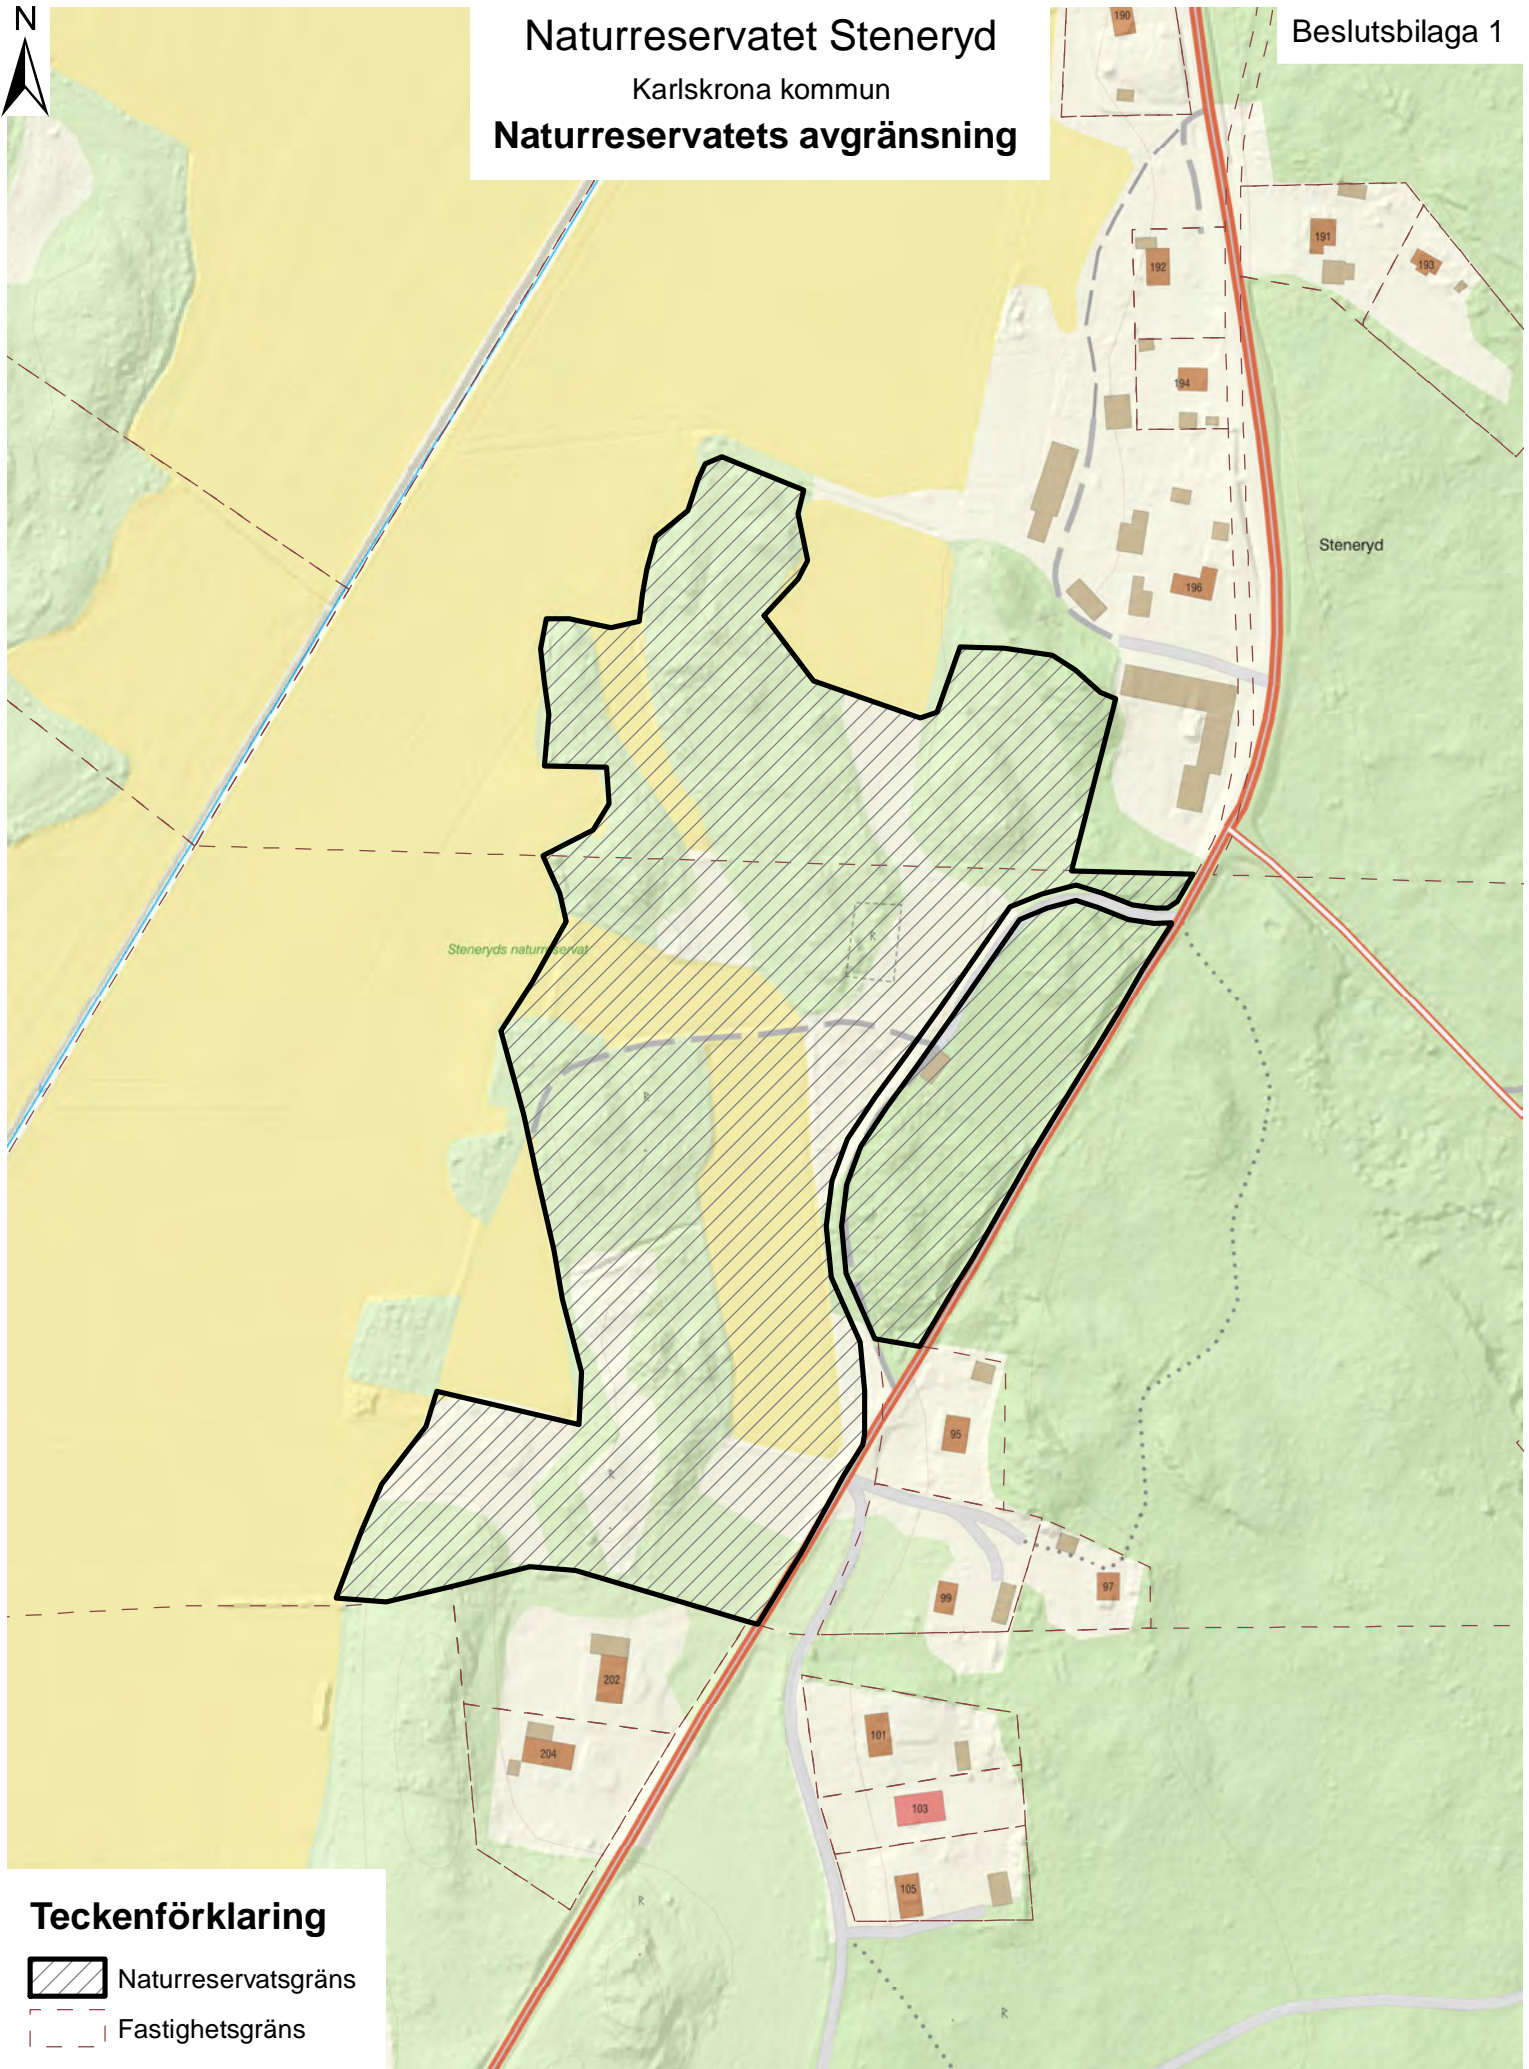 N
Naturreservatet Steneryd
Karlskrona kommun
Naturreservatets avgränsning
Beslutsbilaga 1
190
191
193
192
194
Steneryd
196
R
Steneryds naturreservat
R
R
95
99
97
202
204
101
103
105
R
R
Teckenförklaring
Naturreservatsgräns
Fastighetsgräns